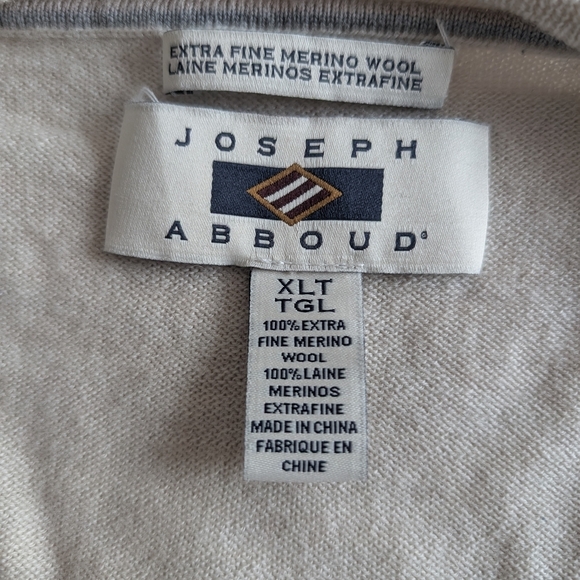 EXTRA FINE MERINO WOOL
LAINE MERINOS EXTRAFINE
JOSEPH
ABBOUD®
XLT
TGL
100% EXTRA
FINE MERINO
WOOL
100% LAINE
MERINOS
EXTRAFINE
MADE IN CHINA
FABRIQUE EN
CHINE